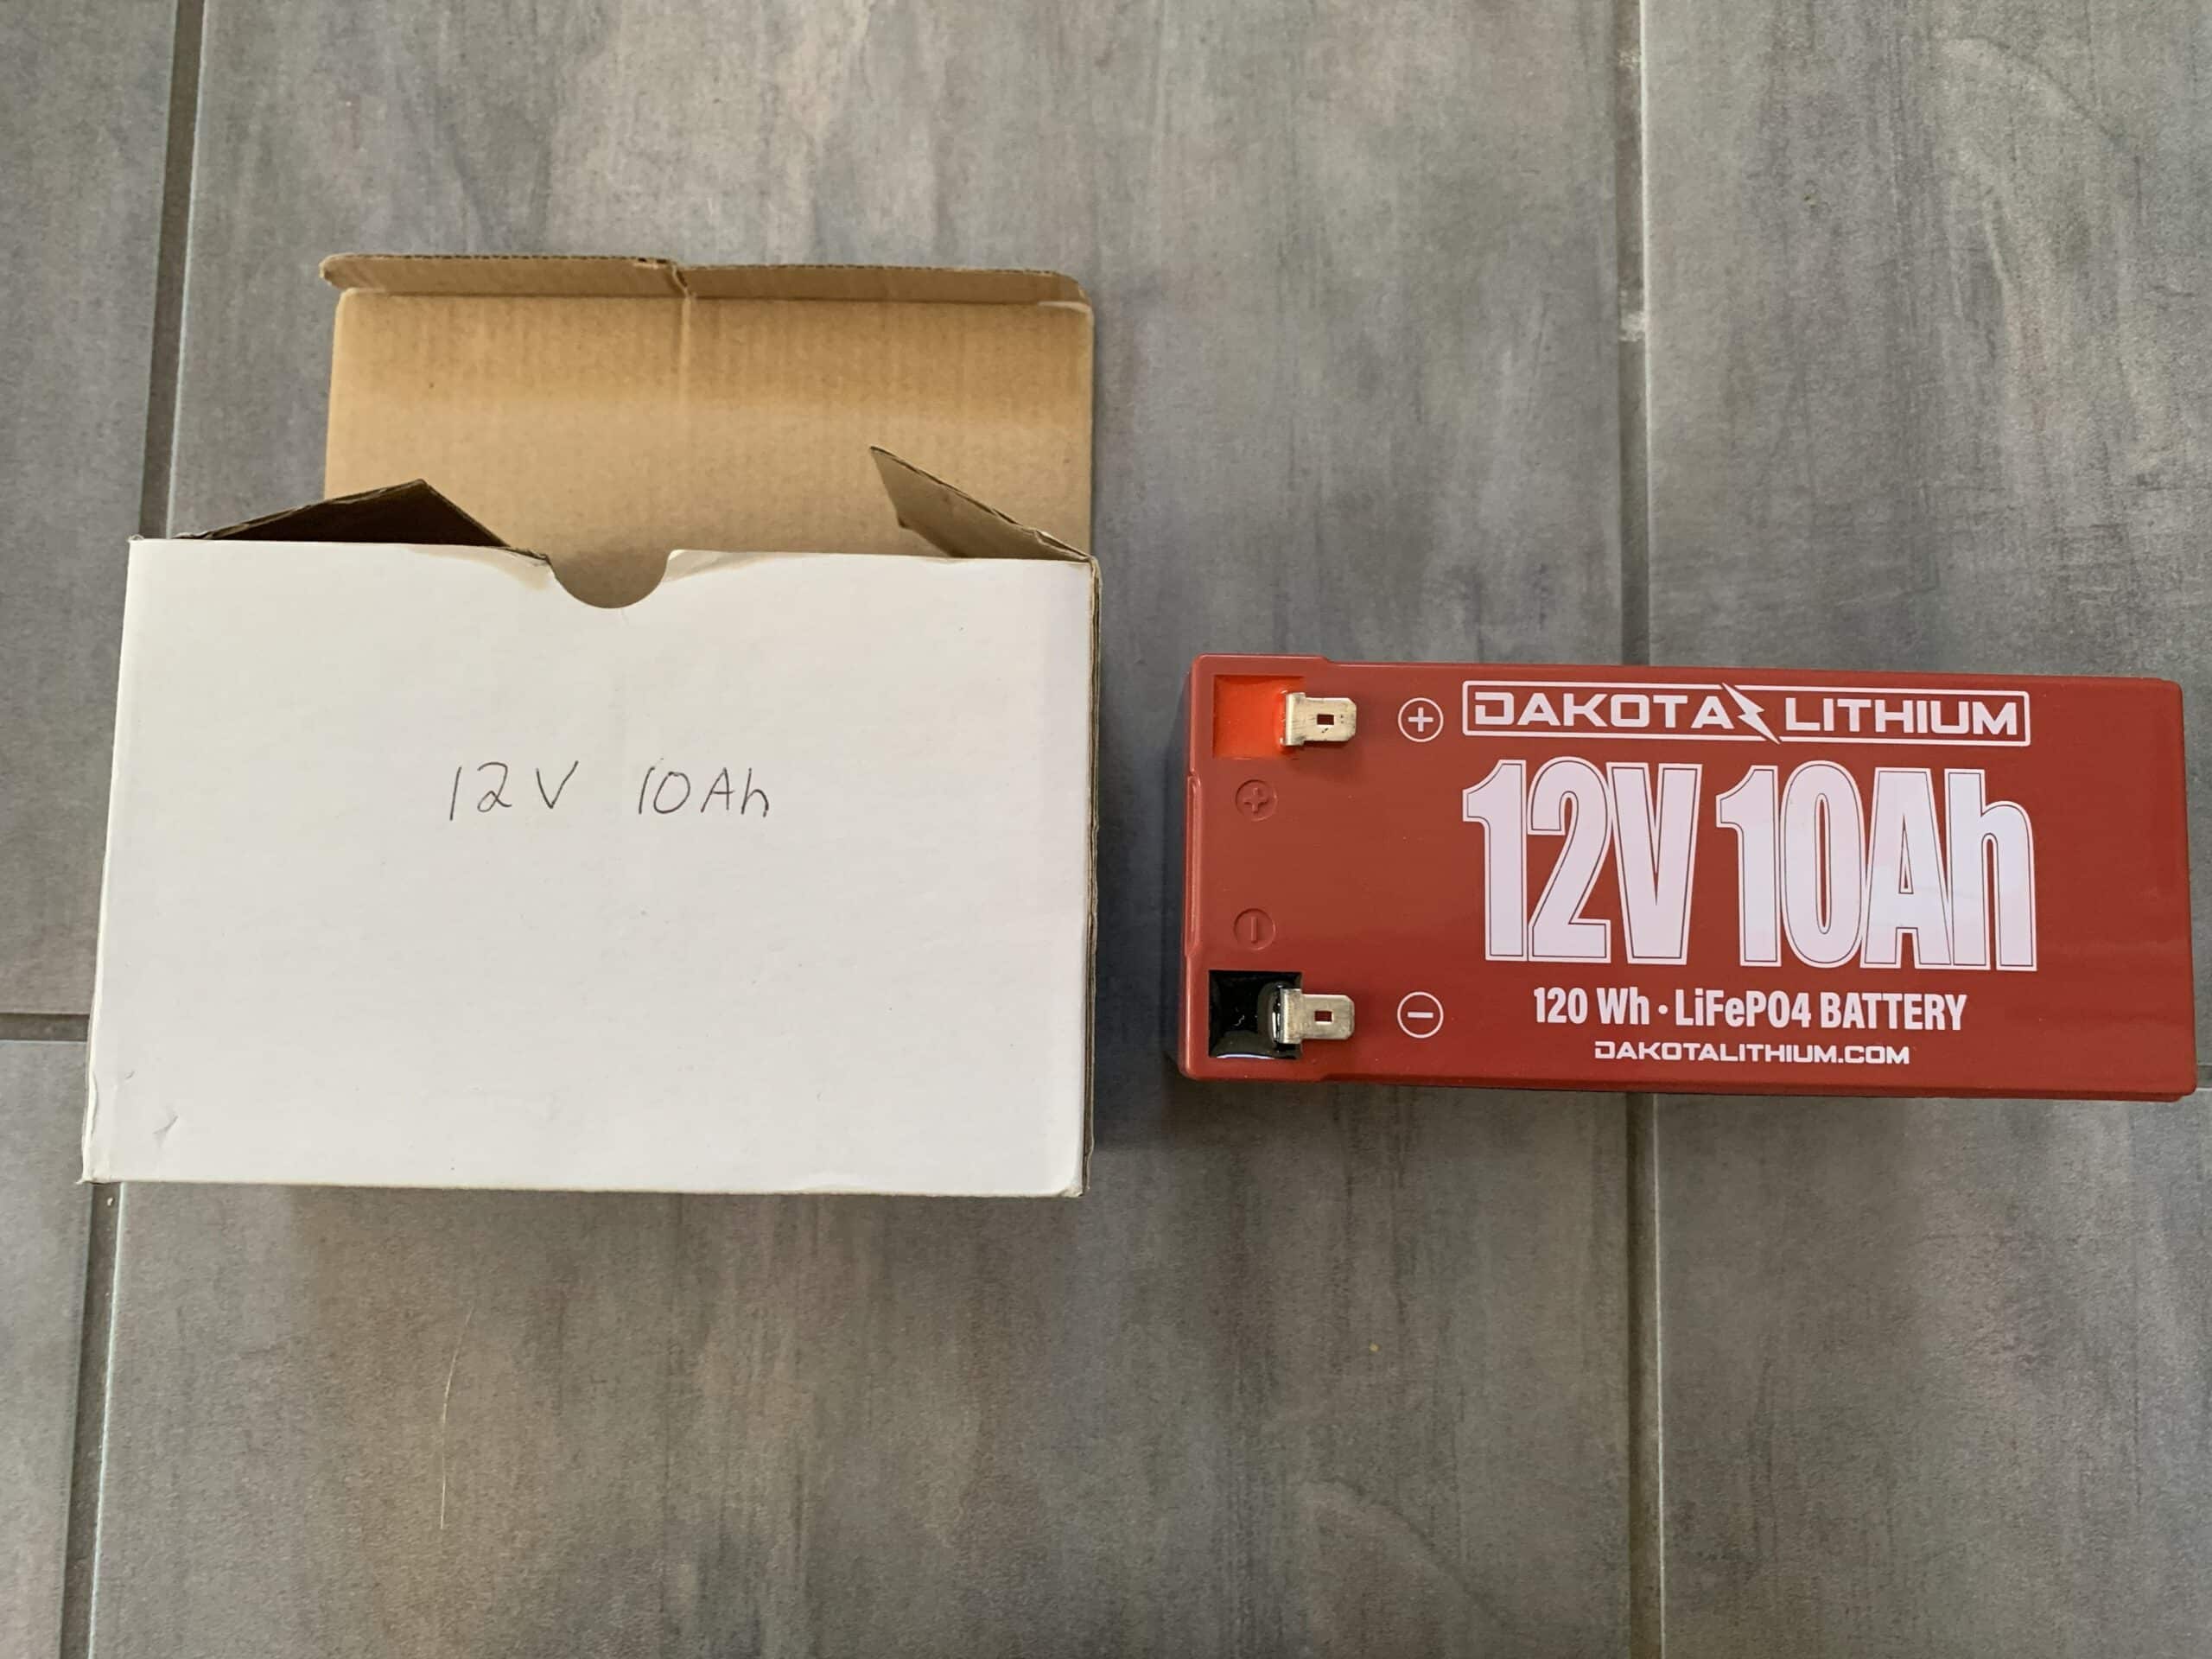 12V 10Ah
DAKOTA LITHIUM
12V 10Ah
120 Wh · LiFePO4 BATTERY
DAKOTALITHIUM.COM